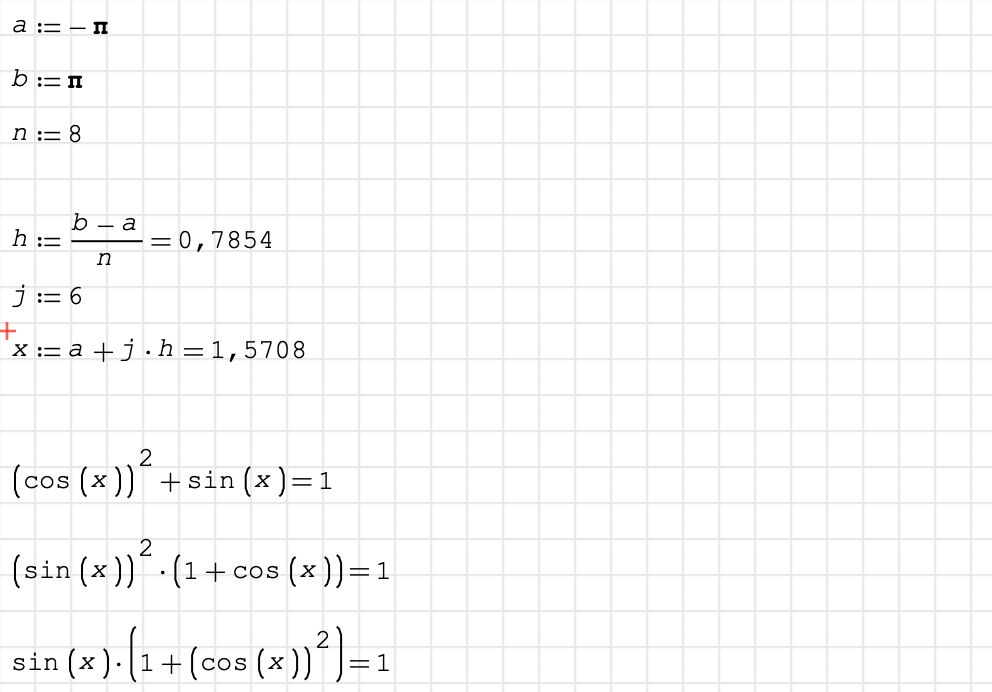 a := − π
b := π
n := 8
h := (b − a)/n = 0,7854
j := 6
x := a + j · h = 1,5708
(cos (x))² + sin (x) = 1
(sin (x))² · (1 + cos (x)) = 1
sin (x) · (1 + (cos (x))²) = 1